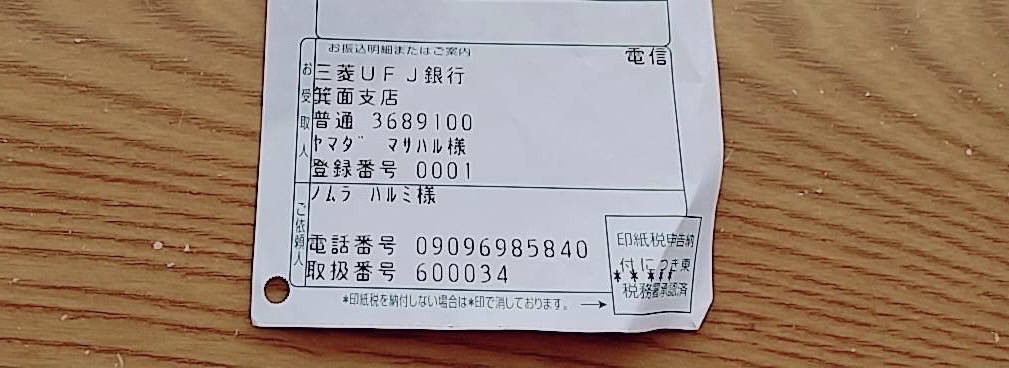 お振込明細またはご案内
電信
お受取人
三菱UFJ銀行
箕面支店
普通 3689100
ヤマダ マサハル様
登録番号 0001
ご依頼人
ノムラ ハルミ様
電話番号 09096985840
取扱番号 600034
印紙税申告納
付につき東
税務署承認済
*印紙税を納付しない場合は*印で消しております。 →